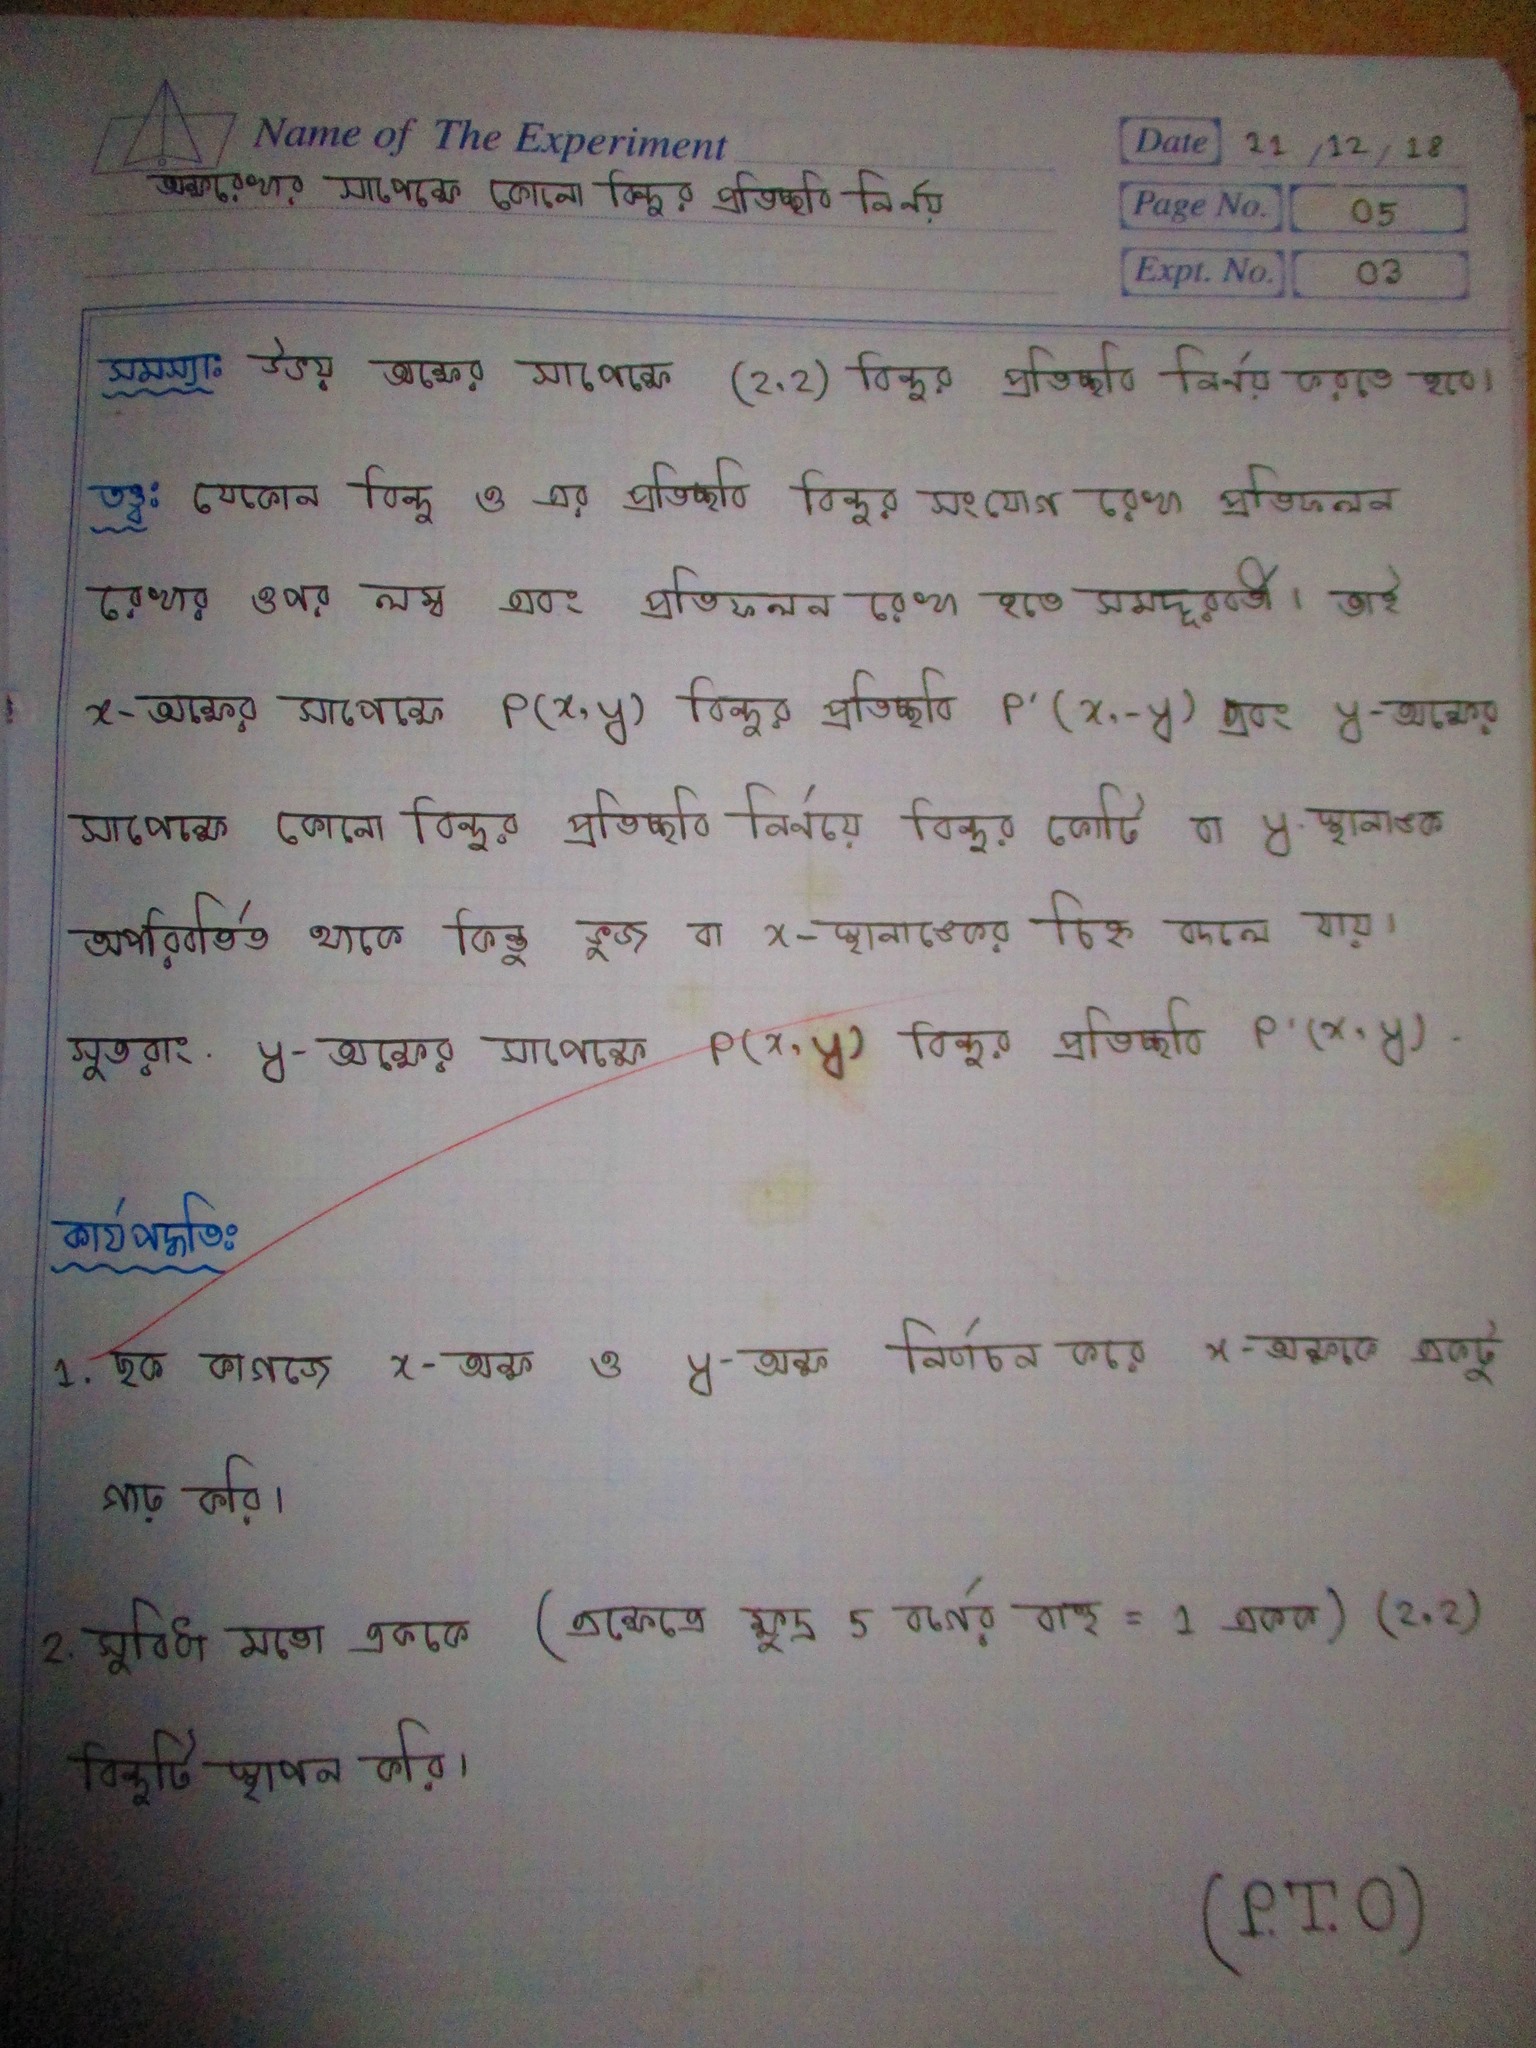 Name of The Experiment
অক্ষরেখার সাপেক্ষে কোনো বিন্দুর প্রতিচ্ছবি নির্ণয়
Date 21/12/18
Page No. 05
Expt. No. 03
সমস্যাঃ উভয় অক্ষের সাপেক্ষে (2,2) বিন্দুর প্রতিচ্ছবি নির্ণয় করতে হবে।
তত্ত্বঃ যেকোন বিন্দু ও এর প্রতিচ্ছবি বিন্দুর সংযোগ রেখা প্রতিফলন
রেখার ওপর লম্ব এবং প্রতিফলন রেখা হতে সমদূরবর্তী। তাই
x-অক্ষের সাপেক্ষে P(x,y) বিন্দুর প্রতিচ্ছবি P'(x,-y) এবং y-অক্ষের
সাপেক্ষে কোনো বিন্দুর প্রতিচ্ছবি নির্ণয়ে বিন্দুর কোটি বা y-স্থানাঙ্ক
অপরিবর্তিত থাকে কিন্তু ভূজ বা x-স্থানাঙ্কের চিহ্ন বদলে যায়।
সুতরাং, y-অক্ষের সাপেক্ষে P(x,y) বিন্দুর প্রতিচ্ছবি P'(x,y).
কার্যপদ্ধতিঃ
1. ছক কাগজে x-অক্ষ ও y-অক্ষ নির্বাচন করে x-অক্ষকে একটু
গাঢ় করি।
2. সুবিধা মতো এককে (এক্ষেত্রে ক্ষুদ্র 5 বর্গের বাহু = 1 একক) (2,2)
বিন্দুটি স্থাপন করি।
(P.T.O)